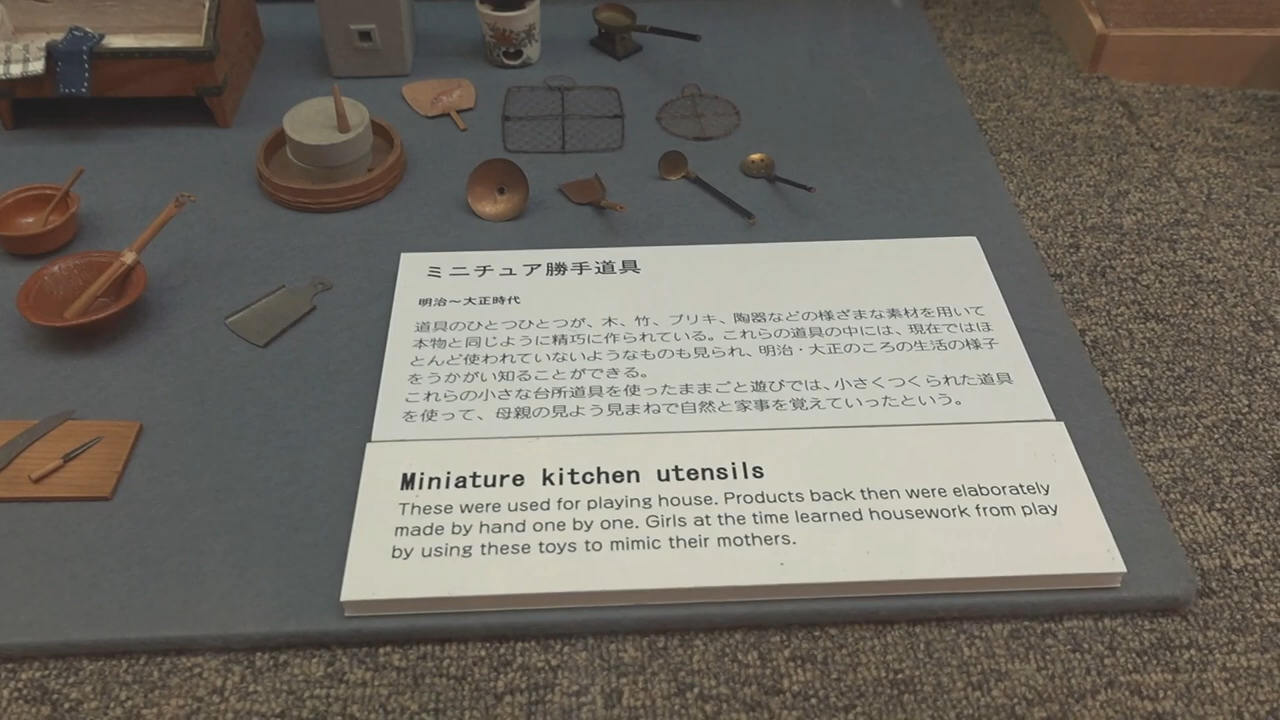 ミニチュア勝手道具
明治～大正時代
道具のひとつひとつが、木、竹、ブリキ、陶器などの様ざまな素材を用いて
本物と同じように精巧に作られている。これらの道具の中には、現在ではほ
とんど使われていないようなものも見られ、明治・大正のころの生活の様子
をうかがい知ることができる。
これらの小さな台所道具を使ったままごと遊びでは、小さくつくられた道具
を使って、母親の見よう見まねで自然と家事を覚えていったという。
Miniature kitchen utensils
These were used for playing house. Products back then were elaborately
made by hand one by one. Girls at the time learned housework from play
by using these toys to mimic their mothers.